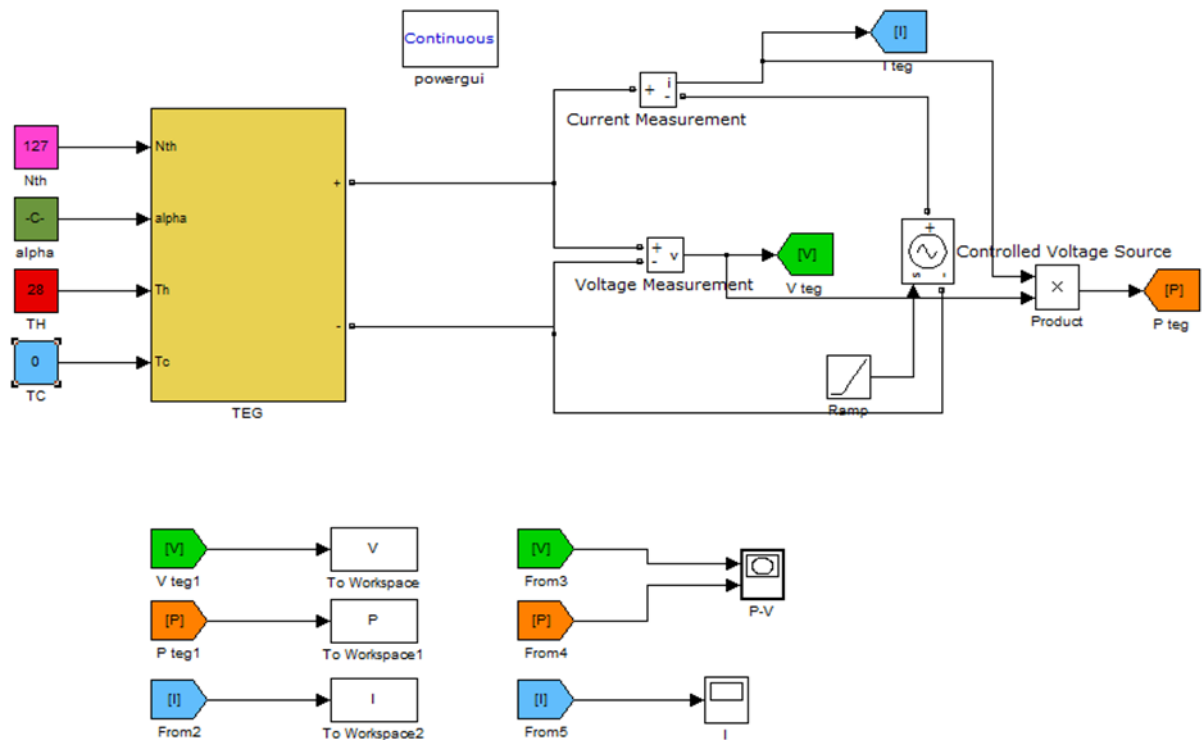 Continuous
powergui
[I]
I teg
i
+
-
Current Measurement
127
Nth
Nth
+
-C-
alpha
alpha
28
TH
Th
0
TC
Tc
-
TEG
+
-
v
Voltage Measurement
[V]
V teg
+
s
-
Controlled Voltage Source
×
Product
[P]
P teg
Ramp
[V]
V teg1
V
To Workspace
[V]
From3
P-V
[P]
P teg1
P
To Workspace1
[P]
From4
[I]
From2
I
To Workspace2
[I]
From5
I